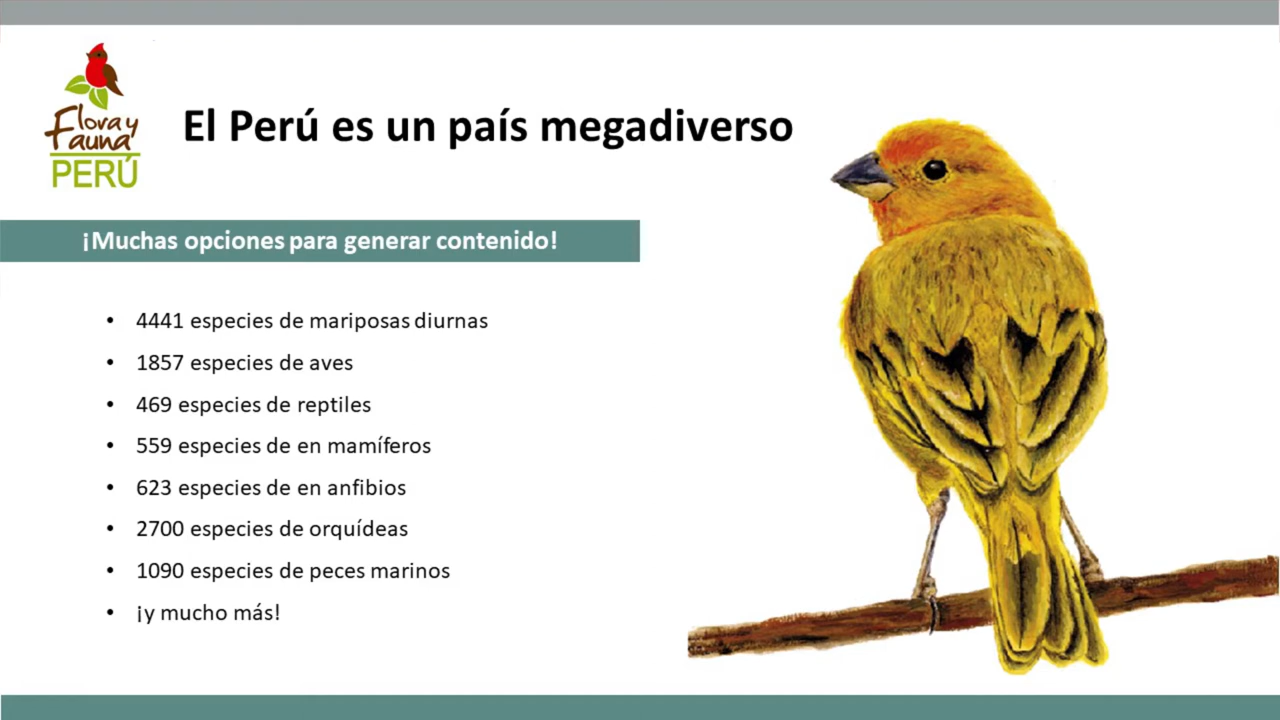 Flora y
Fauna
PERÚ
El Perú es un país megadiverso
¡Muchas opciones para generar contenido!
• 4441 especies de mariposas diurnas
• 1857 especies de aves
• 469 especies de reptiles
• 559 especies de en mamíferos
• 623 especies de en anfibios
• 2700 especies de orquídeas
• 1090 especies de peces marinos
• ¡y mucho más!